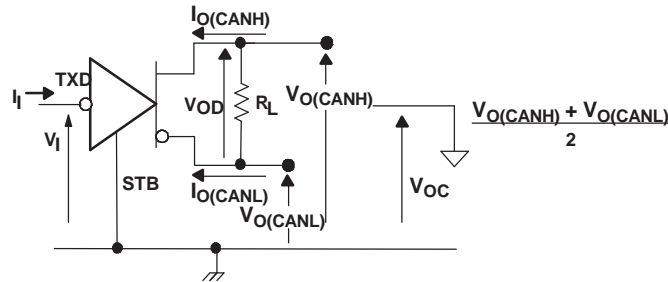 I_O(CANH)
TXD
I_I
V_OD
R_L
V_O(CANH)
V_O(CANH) + V_O(CANL)
2
V_I
STB
I_O(CANL)
V_O(CANL)
V_OC